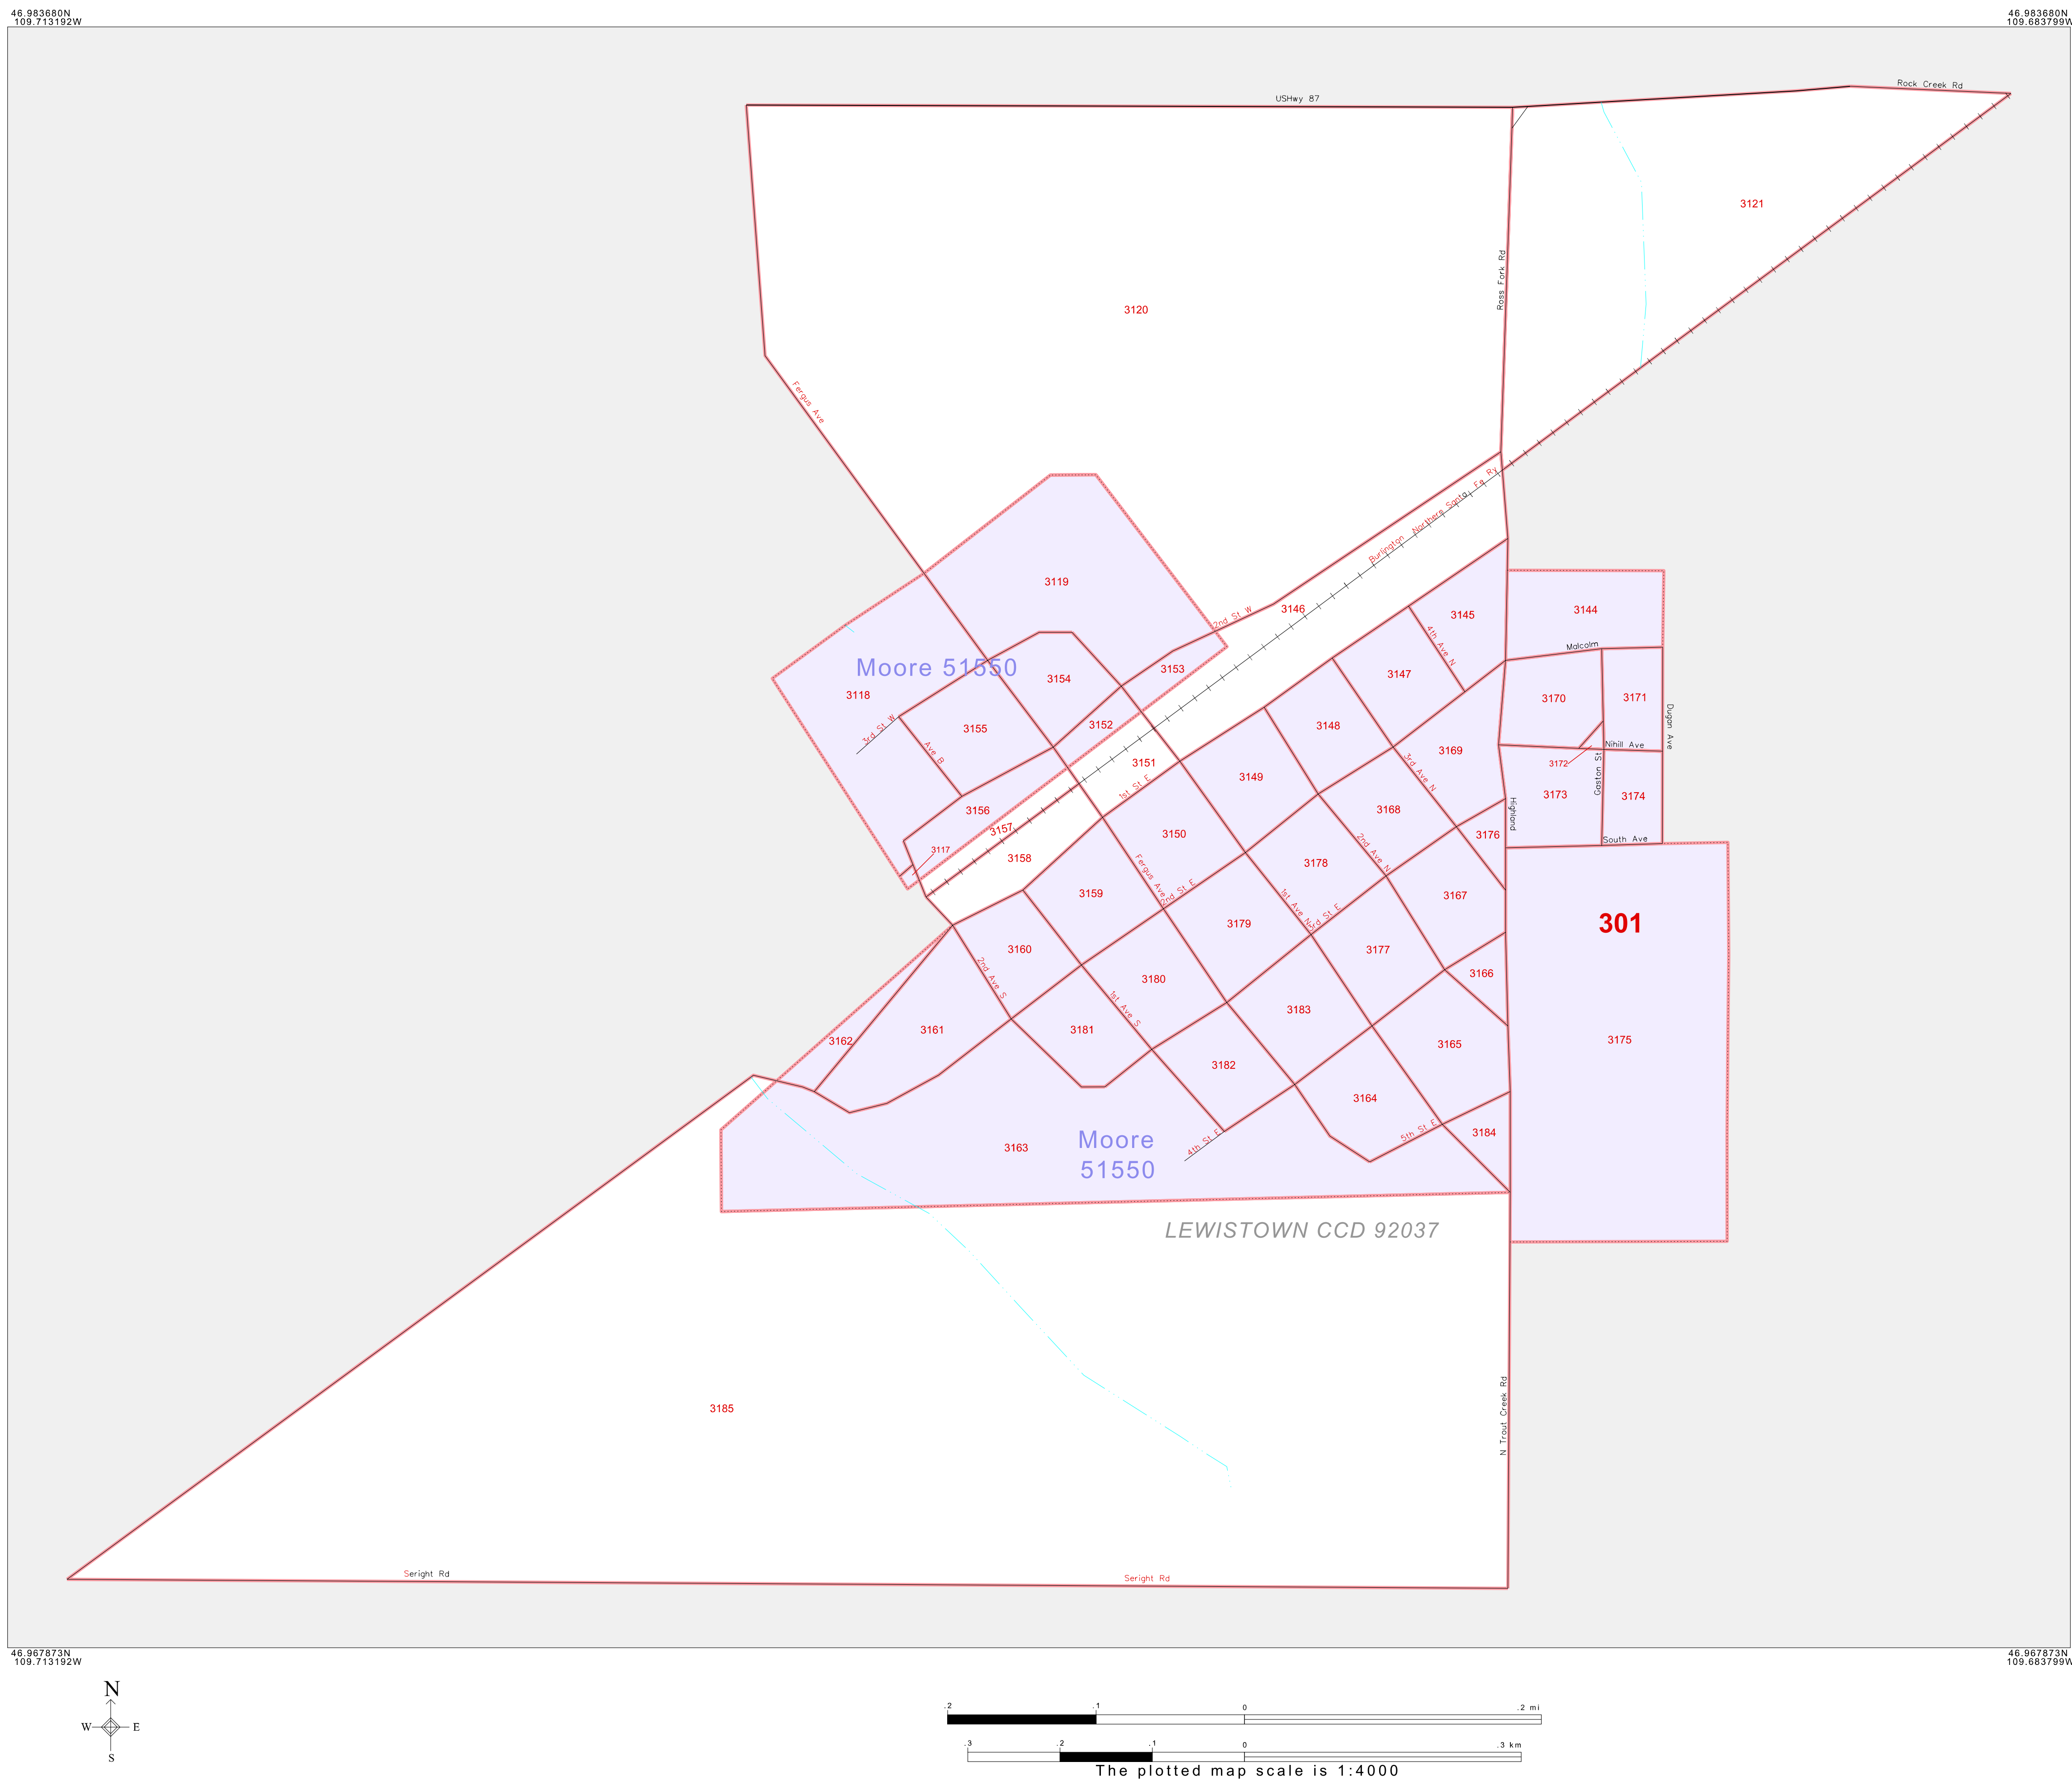 46.983680N
109.713192W
46.983680N
109.683799W
Rock Creek Rd
USHwy 87
3121
Ross Fork Rd
3120
Fergus Ave
Burlington Northern Santa Fe Ry
3119
2nd St W
3146
3145
3144
4th Ave N
Malcolm
Moore 51550
3118
3154
3153
3147
3170
3171
Dugan Ave
3rd St W
3155
3152
3148
Ave B
3169
Nihill Ave
3151
3172
3149
3rd Ave N
Gaston St
1st St E
3173
3174
3156
3168
Highland
3157
3150
3176
South Ave
3117
3158
2nd Ave N
3178
Fergus Ave
2nd St E
3159
3167
1st Ave N
3rd St E
301
3179
3160
3177
2nd Ave S
3180
3166
1st Ave S
3183
3161
3181
3162
3165
3175
3182
3164
5th St E
3184
4th St E
Moore
51550
3163
LEWISTOWN CCD 92037
N Trout Creek Rd
3185
Seright Rd
Seright Rd
46.967873N
109.713192W
46.967873N
109.683799W
N
W
E
S
.2
.1
0
.2 mi
.3
.2
.1
0
.3 km
The plotted map scale is 1:4000